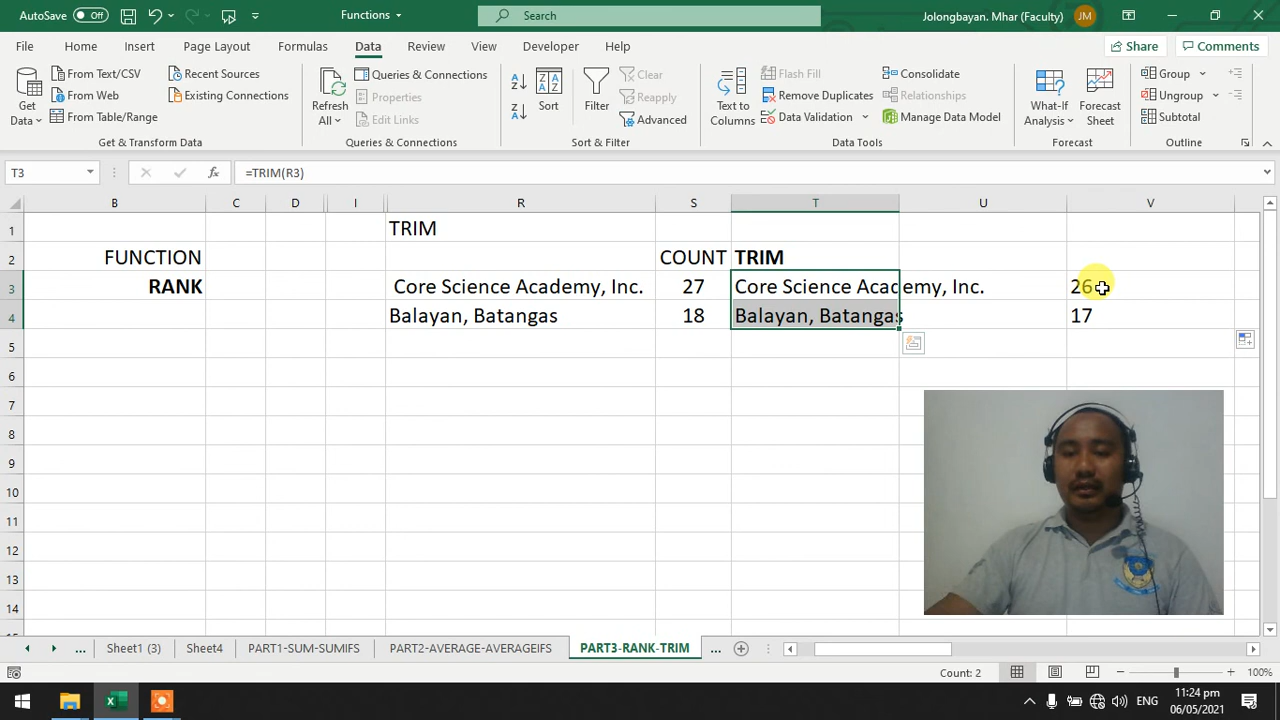 AutoSave Off Functions Search Jolongbayan. Mhar (Faculty) JM
File Home Insert Page Layout Formulas Data Review View Developer Help Share Comments
Get Data
From Text/CSV
From Web
From Table/Range
Recent Sources
Existing Connections
Get & Transform Data
Refresh All
Queries & Connections
Properties
Edit Links
Queries & Connections
Sort
Filter
Clear
Reapply
Advanced
Sort & Filter
Text to Columns
Flash Fill
Remove Duplicates
Data Validation
Consolidate
Relationships
Manage Data Model
Data Tools
What-If Analysis
Forecast Sheet
Forecast
Group
Ungroup
Subtotal
Outline
T3 fx =TRIM(R3)
B C D I R S T U V
1 TRIM
2 FUNCTION COUNT TRIM
3 RANK Core Science Academy, Inc. 27 Core Science Academy, Inc. 26
4 Balayan, Batangas 18 Balayan, Batangas 17
5
6
7
8
9
10
11
12
13
14
... Sheet1 (3) Sheet4 PART1-SUM-SUMIFS PART2-AVERAGE-AVERAGEIFS PART3-RANK-TRIM ...
Count: 2 100%
ENG 11:24 pm
06/05/2021